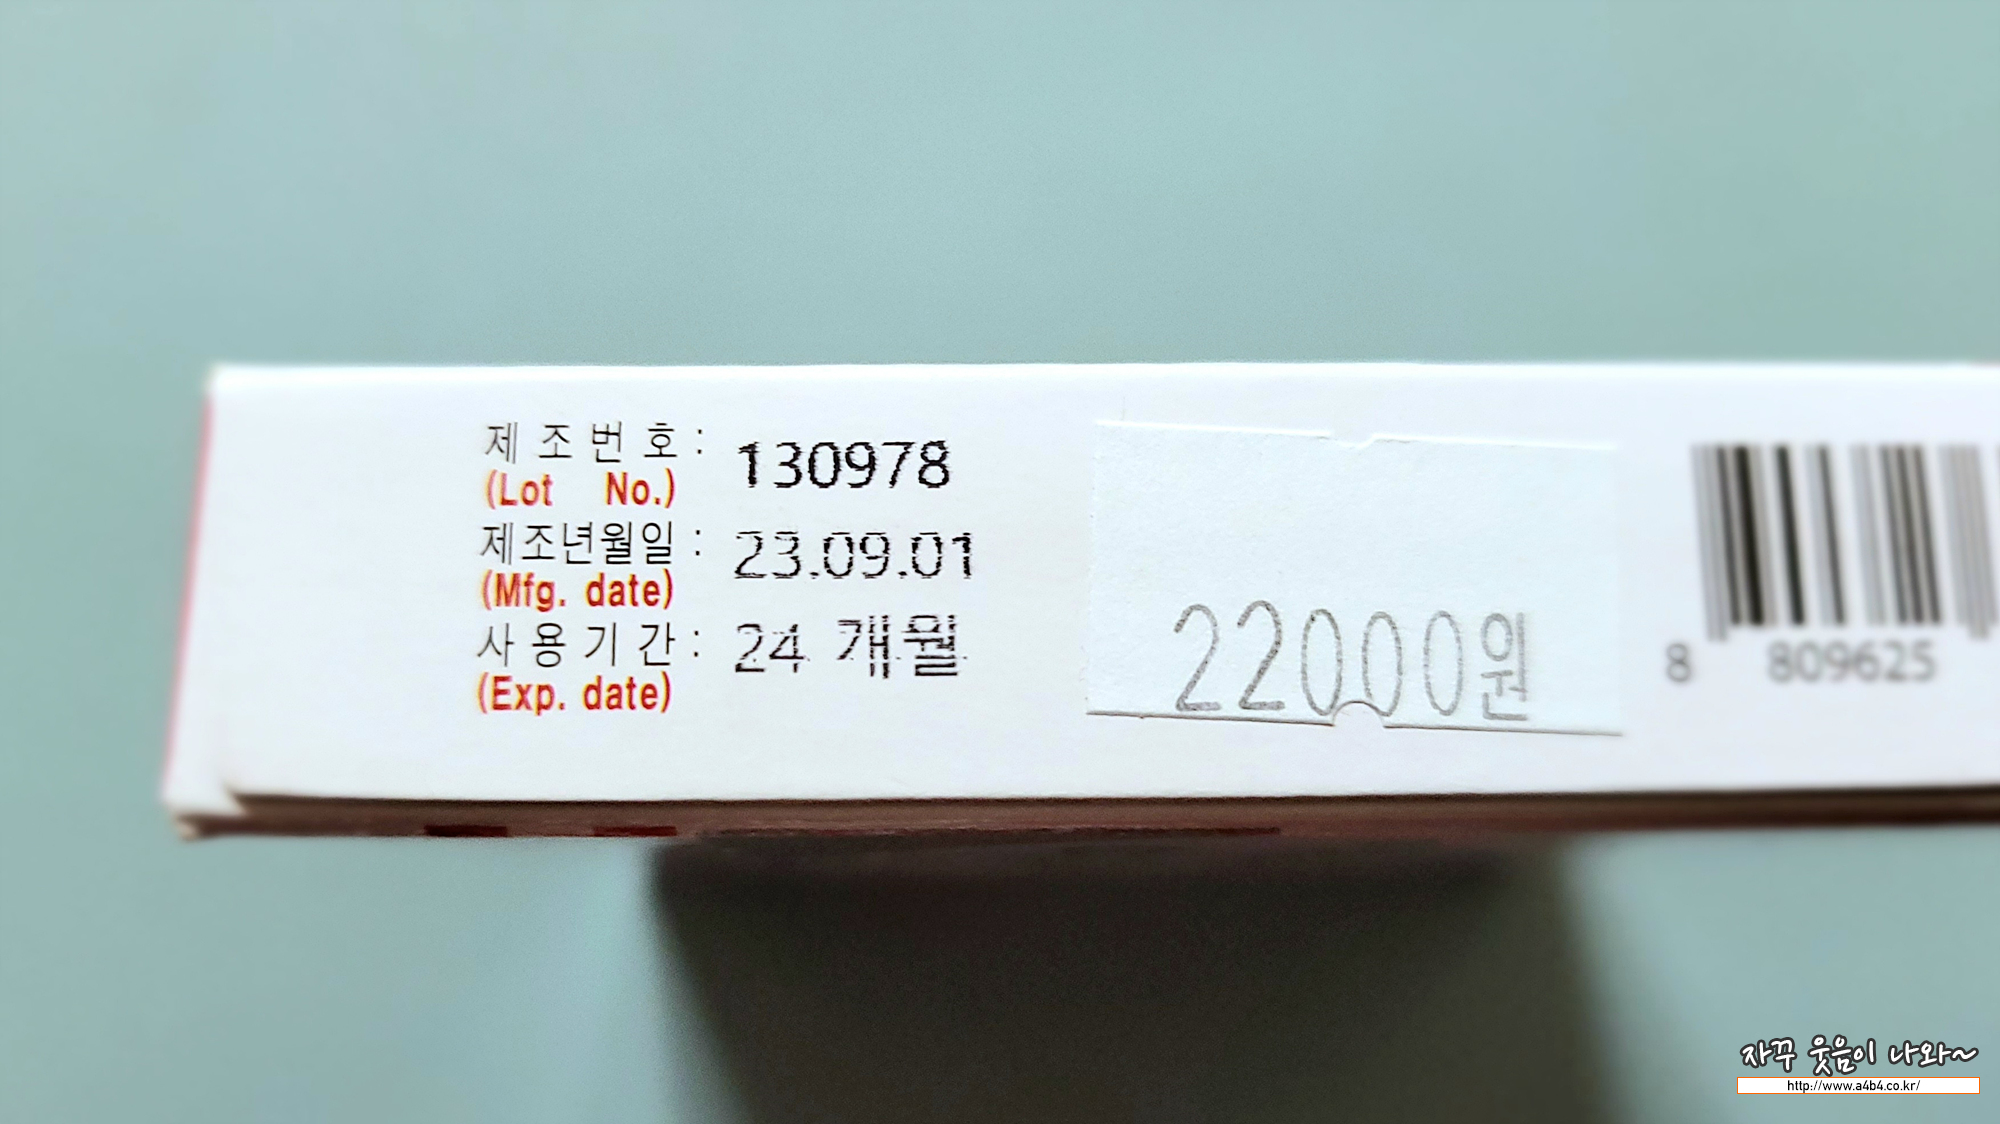 제조번호 : 130978
(Lot No.)
제조년월일 : 23.09.01
(Mfg. date)
사용기간 : 24 개월
(Exp. date)
22000원
8 809625
자꾸 웃음이 나와~
http://www.a4b4.co.kr/